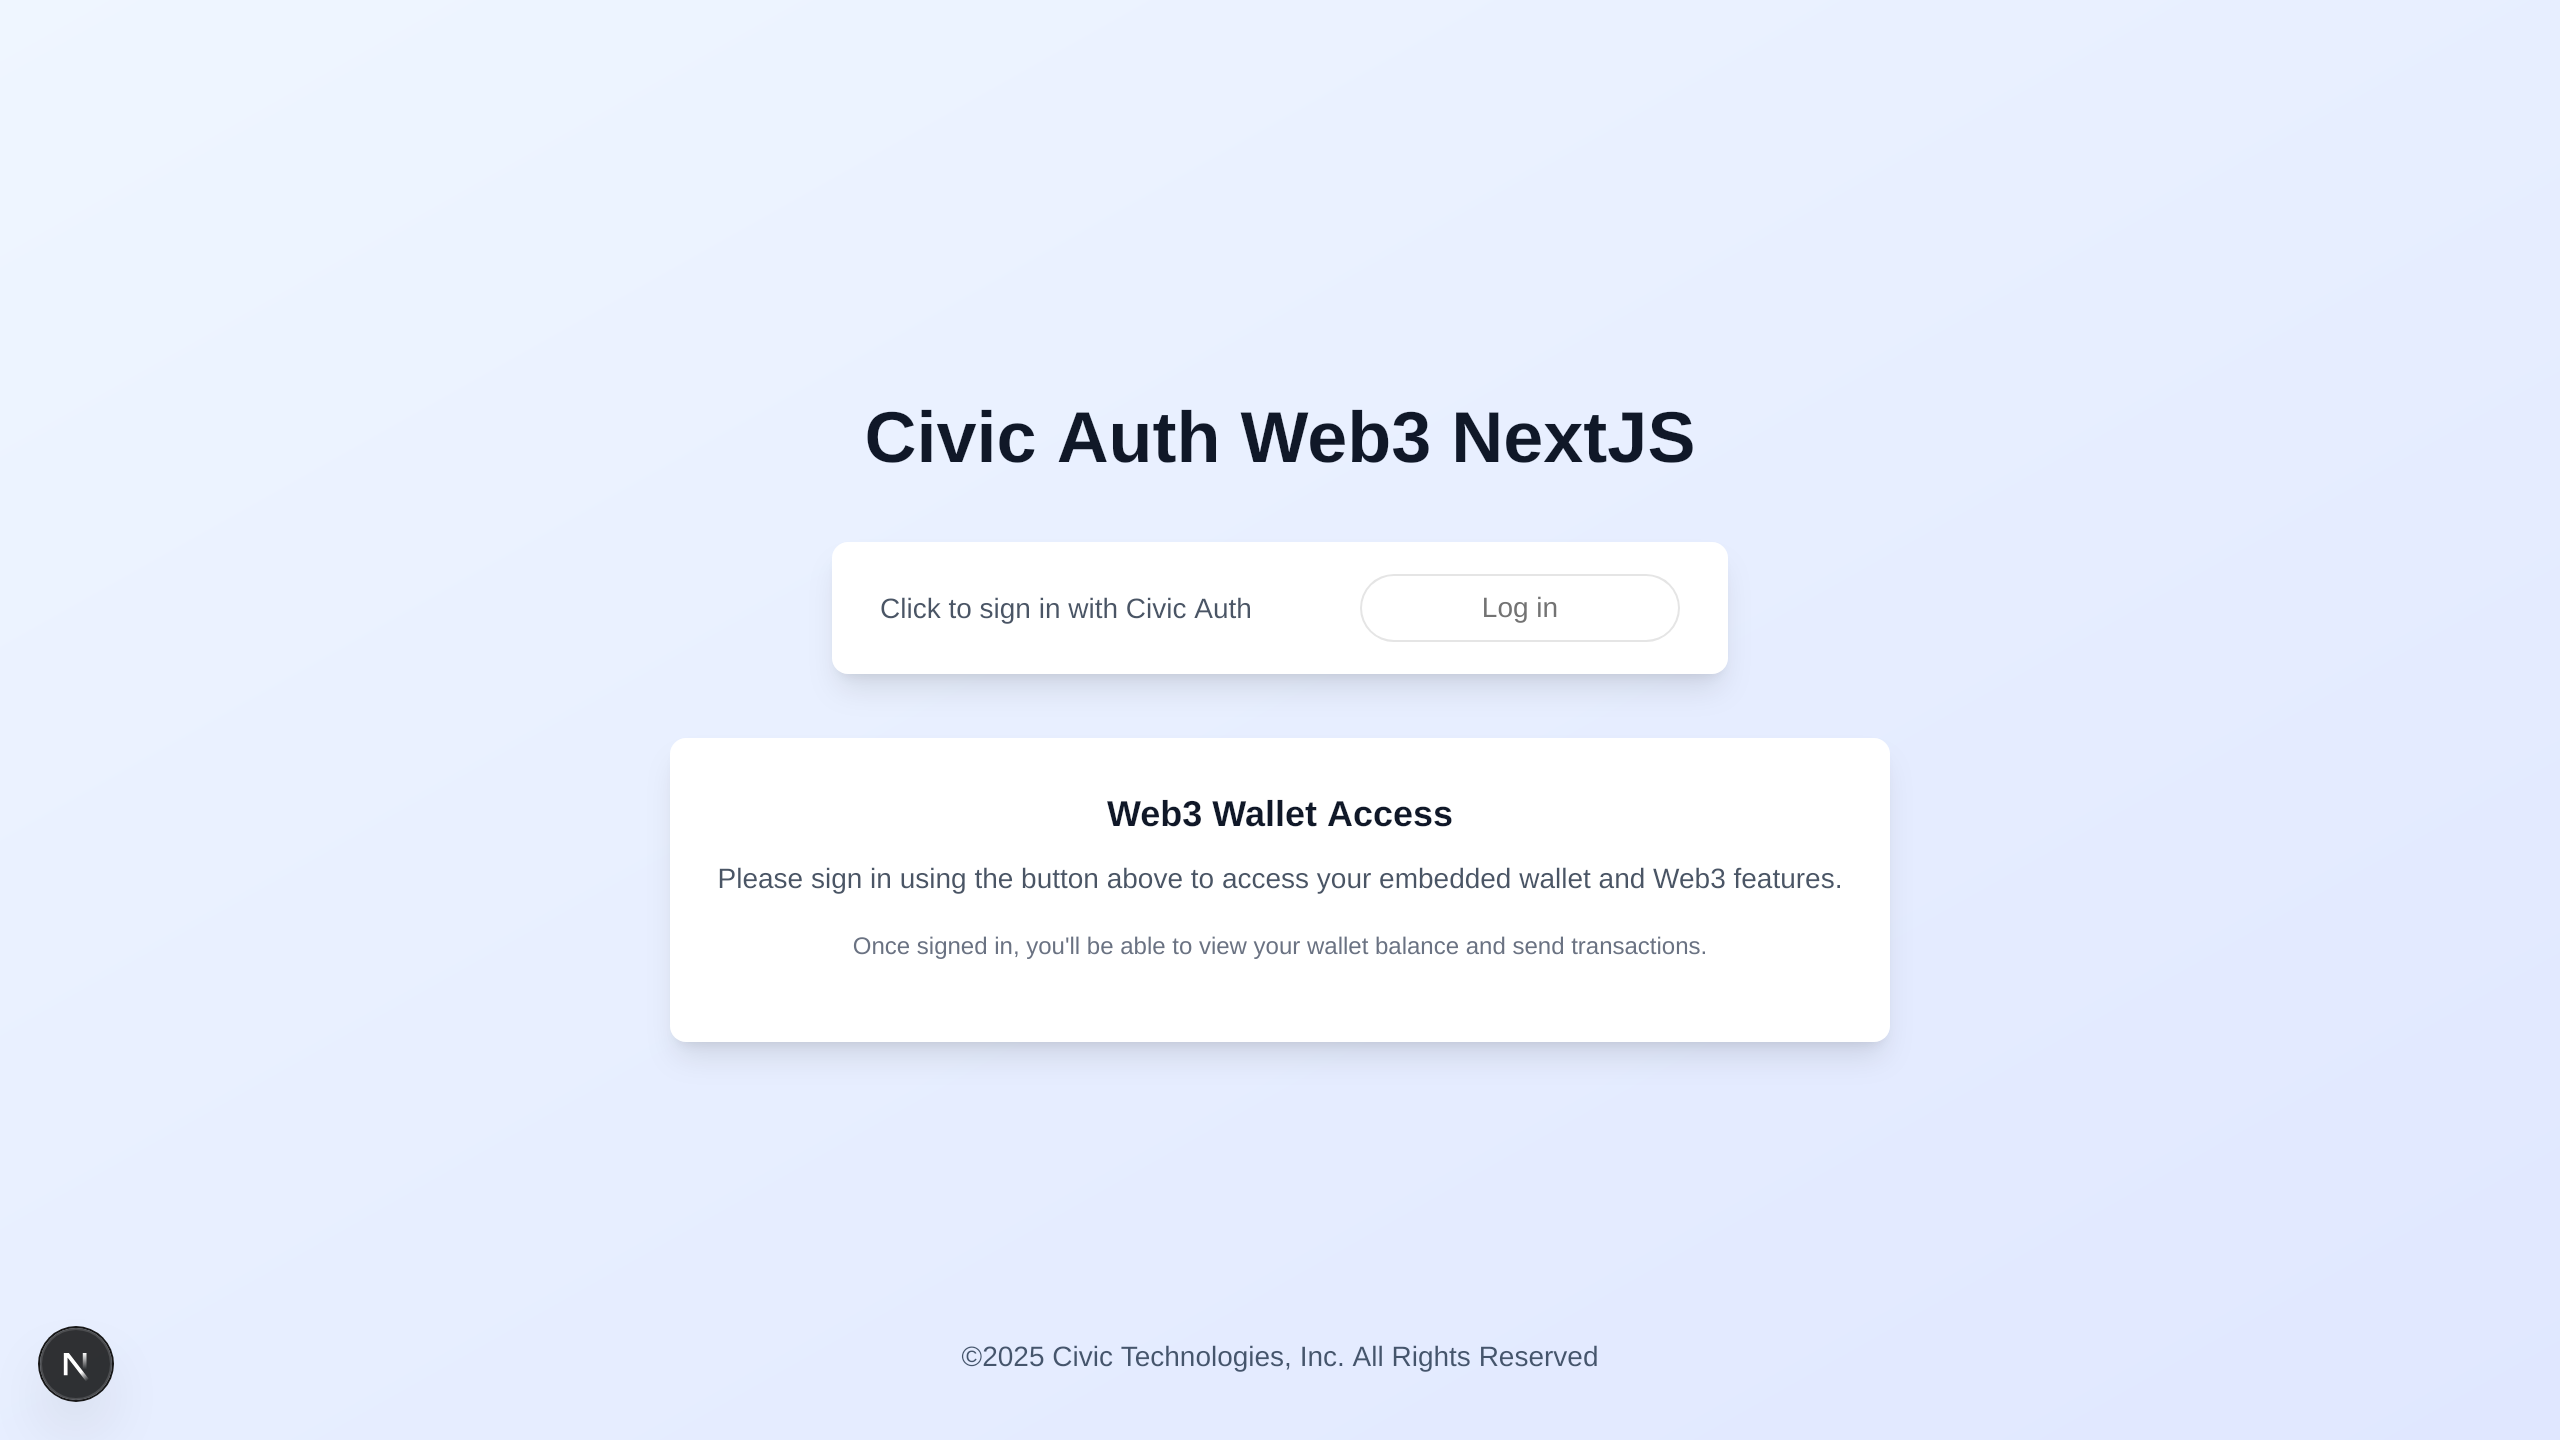 Civic Auth Web3 NextJS
Click to sign in with Civic Auth
Log in
Web3 Wallet Access
Please sign in using the button above to access your embedded wallet and Web3 features.
Once signed in, you'll be able to view your wallet balance and send transactions.
N
©2025 Civic Technologies, Inc. All Rights Reserved